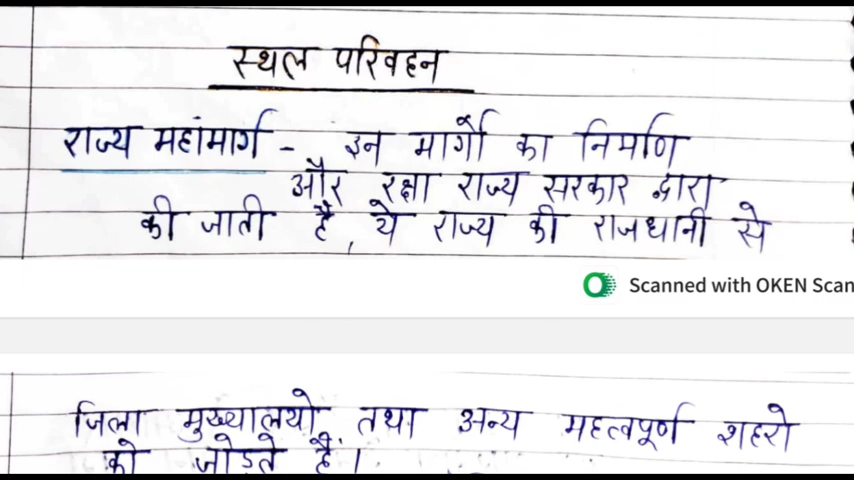 स्थल परिवहन
राज्य महांमार्ग - इन मार्गो का निर्माण
और रक्षा राज्य सरकार द्वारा
की जाती है, ये राज्य की राजधानी से
Scanned with OKEN Scan
जिला मुख्यालयो तथा अन्य महत्वपूर्ण शहरो
को जोड़ते हैं।